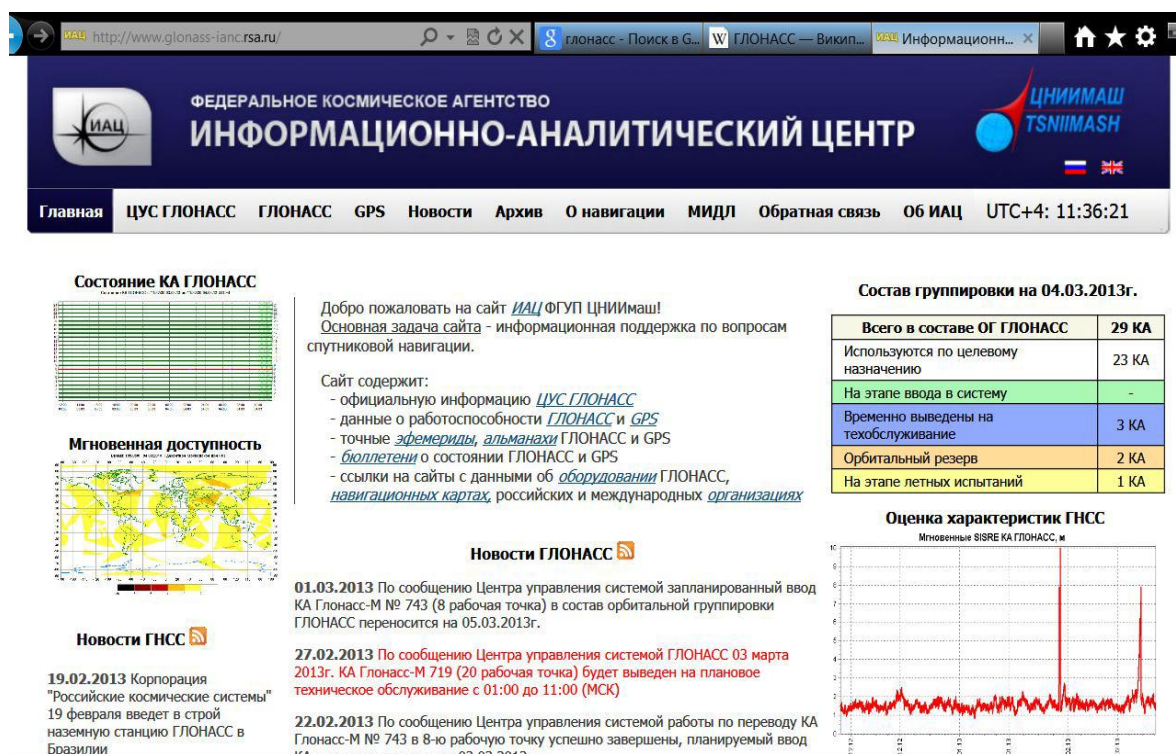 http://www.glonass-ianc.rsa.ru/
глонасс - Поиск в G...
W ГЛОНАСС — Викип...
ИАЦ Информационн...
ИАЦ
ФЕДЕРАЛЬНОЕ КОСМИЧЕСКОЕ АГЕНТСТВО
ИНФОРМАЦИОННО-АНАЛИТИЧЕСКИЙ ЦЕНТР
ЦНИИМАШ
TSNIIMASH
Главная ЦУС ГЛОНАСС ГЛОНАСС GPS Новости Архив О навигации МИДЛ Обратная связь Об ИАЦ UTC+4: 11:36:21
Состояние КА ГЛОНАСС
Мгновенная доступность
Новости ГНСС
19.02.2013 Корпорация
"Российские космические системы"
19 февраля введет в строй
наземную станцию ГЛОНАСС в
Бразилии
Добро пожаловать на сайт ИАЦ ФГУП ЦНИИмаш!
Основная задача сайта - информационная поддержка по вопросам
спутниковой навигации.
Сайт содержит:
- официальную информацию ЦУС ГЛОНАСС
- данные о работоспособности ГЛОНАСС и GPS
- точные эфемериды, альманахи ГЛОНАСС и GPS
- бюллетени о состоянии ГЛОНАСС и GPS
- ссылки на сайты с данными об оборудовании ГЛОНАСС,
навигационных картах, российских и международных организациях
Новости ГЛОНАСС
01.03.2013 По сообщению Центра управления системой запланированный ввод
КА Глонасс-М № 743 (8 рабочая точка) в состав орбитальной группировки
ГЛОНАСС переносится на 05.03.2013г.
27.02.2013 По сообщению Центра управления системой ГЛОНАСС 03 марта
2013г. КА Глонасс-М 719 (20 рабочая точка) будет выведен на плановое
техническое обслуживание с 01:00 до 11:00 (МСК)
22.02.2013 По сообщению Центра управления системой работы по переводу КА
Глонасс-М № 743 в 8-ю рабочую точку успешно завершены, планируемый ввод
Состав группировки на 04.03.2013г.
Всего в составе ОГ ГЛОНАСС 29 КА
Используются по целевому
назначению 23 КА
На этапе ввода в систему -
Временно выведены на
техобслуживание 3 КА
Орбитальный резерв 2 КА
На этапе летных испытаний 1 КА
Оценка характеристик ГНСС
Мгновенные SISRE КА ГЛОНАСС, м